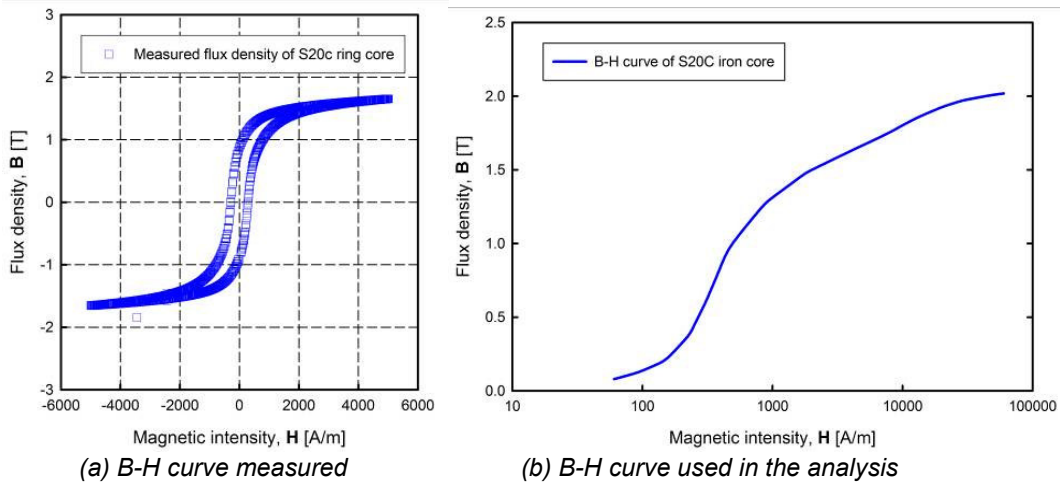 3
2
1
0
-1
-2
-3
-6000 -4000 -2000 0 2000 4000 6000
Flux density, B [T]
Magnetic intensity, H [A/m]
Measured flux density of S20c ring core
(a) B-H curve measured
2.5
2.0
1.5
1.0
0.5
0.0
10 100 1000 10000 100000
Flux density, B [T]
Magnetic intensity, H [A/m]
B-H curve of S20C iron core
(b) B-H curve used in the analysis